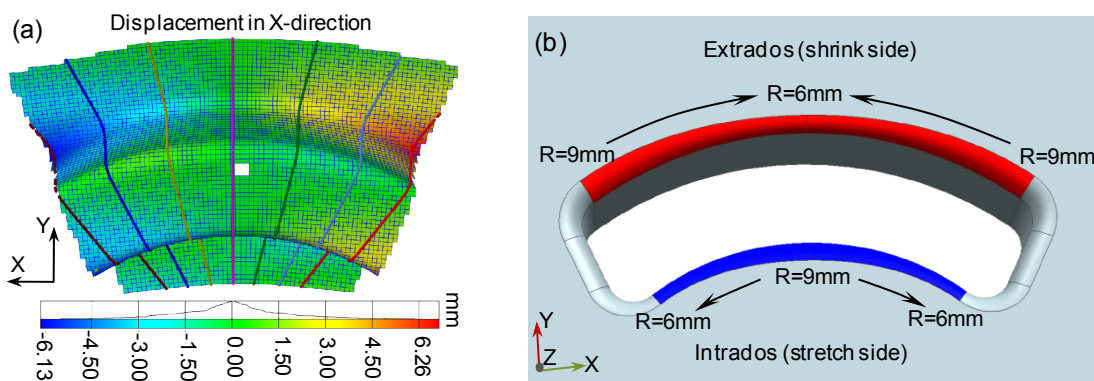 (a)
Displacement in X-direction
Y
X
mm
-6.13
-4.50
-3.00
-1.50
0.00
1.50
3.00
4.50
6.26
(b)
Extrados (shrink side)
R=6mm
R=9mm
R=9mm
R=9mm
R=6mm
R=6mm
Intrados (stretch side)
Y
Z
X